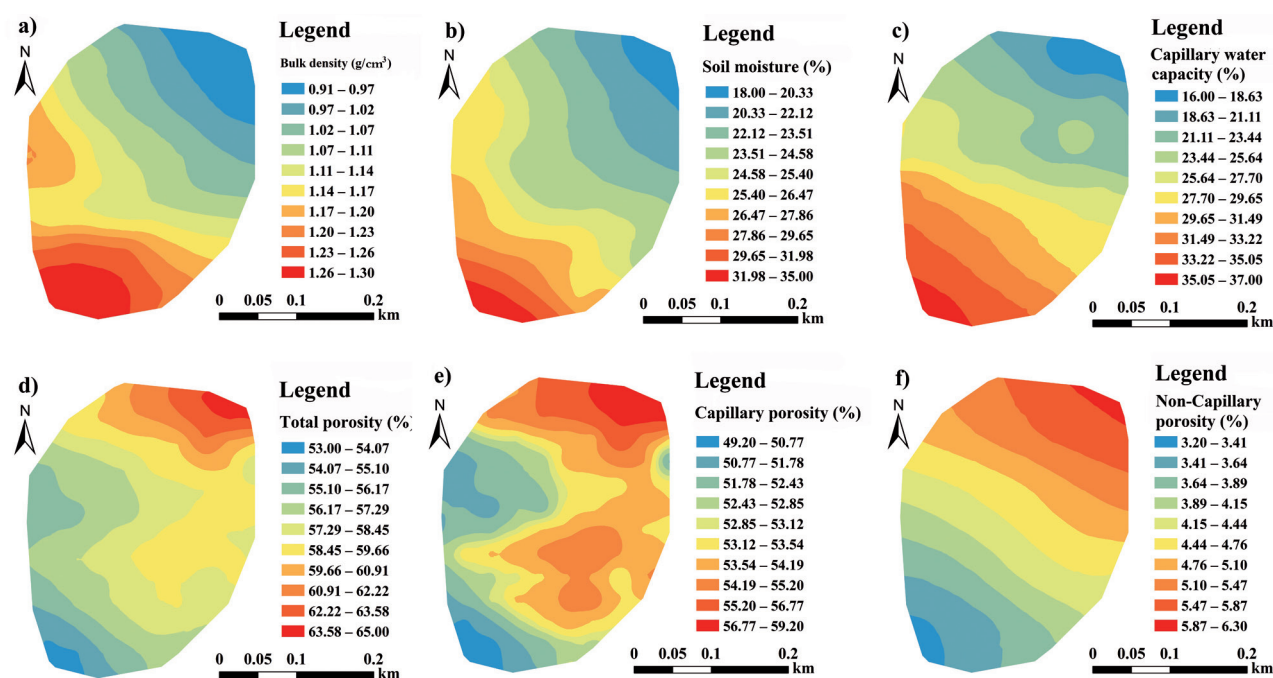 a)
N
Legend
Bulk density (g/cm³)
0.91 – 0.97
0.97 – 1.02
1.02 – 1.07
1.07 – 1.11
1.11 – 1.14
1.14 – 1.17
1.17 – 1.20
1.20 – 1.23
1.23 – 1.26
1.26 – 1.30
0 0.05 0.1 0.2
km
b)
N
Legend
Soil moisture (%)
18.00 – 20.33
20.33 – 22.12
22.12 – 23.51
23.51 – 24.58
24.58 – 25.40
25.40 – 26.47
26.47 – 27.86
27.86 – 29.65
29.65 – 31.98
31.98 – 35.00
0 0.05 0.1 0.2
km
c)
N
Legend
Capillary water
capacity (%)
16.00 – 18.63
18.63 – 21.11
21.11 – 23.44
23.44 – 25.64
25.64 – 27.70
27.70 – 29.65
29.65 – 31.49
31.49 – 33.22
33.22 – 35.05
35.05 – 37.00
0 0.05 0.1 0.2
km
d)
N
Legend
Total porosity (%)
53.00 – 54.07
54.07 – 55.10
55.10 – 56.17
56.17 – 57.29
57.29 – 58.45
58.45 – 59.66
59.66 – 60.91
60.91 – 62.22
62.22 – 63.58
63.58 – 65.00
0 0.05 0.1 0.2
km
e)
N
Legend
Capillary porosity (%)
49.20 – 50.77
50.77 – 51.78
51.78 – 52.43
52.43 – 52.85
52.85 – 53.12
53.12 – 53.54
53.54 – 54.19
54.19 – 55.20
55.20 – 56.77
56.77 – 59.20
0 0.05 0.1 0.2
km
f)
N
Legend
Non-Capillary
porosity (%)
3.20 – 3.41
3.41 – 3.64
3.64 – 3.89
3.89 – 4.15
4.15 – 4.44
4.44 – 4.76
4.76 – 5.10
5.10 – 5.47
5.47 – 5.87
5.87 – 6.30
0 0.05 0.1 0.2
km